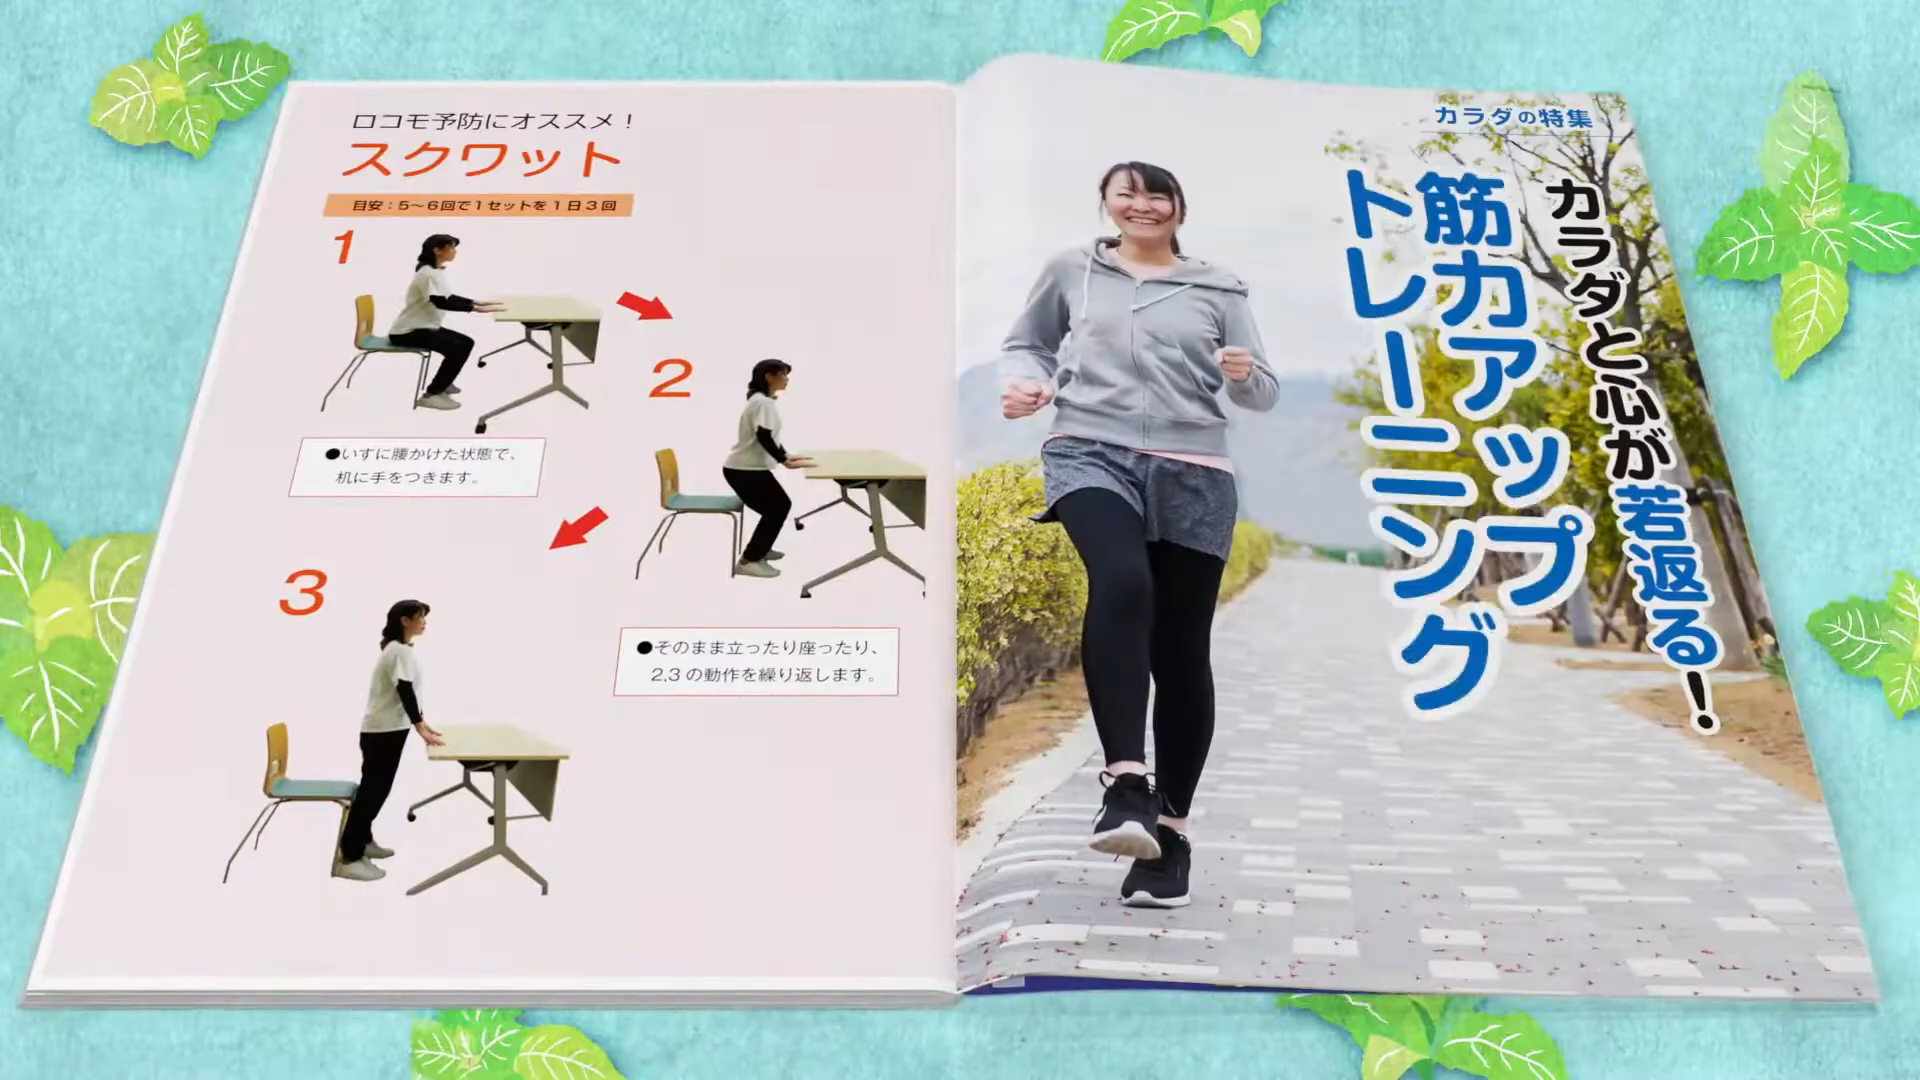 ロコモ予防にオススメ！
スクワット
目安：5〜6回で1セットを1日3回
1
●いすに腰かけた状態で、
机に手をつきます。
2
●そのまま立ったり座ったり、
2,3の動作を繰り返します。
3
カラダの特集
カラダと心が若返る！
筋力アップ
トレーニング